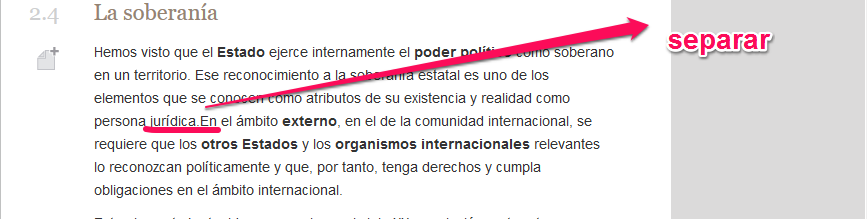 2.4 La soberanía
separar
Hemos visto que el Estado ejerce internamente el poder político como soberano
en un territorio. Ese reconocimiento a la soberanía estatal es uno de los
elementos que se conocen como atributos de su existencia y realidad como
persona jurídica.En el ámbito externo, en el de la comunidad internacional, se
requiere que los otros Estados y los organismos internacionales relevantes
lo reconozcan políticamente y que, por tanto, tenga derechos y cumpla
obligaciones en el ámbito internacional.